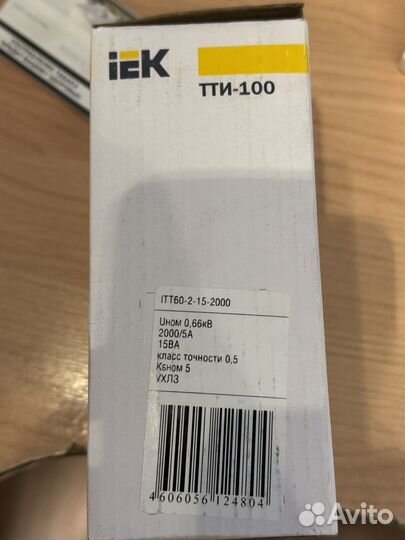 iEK
ТТИ-100
ITT60-2-15-2000
Uном 0,66кВ
2000/5А
15ВА
класс точности 0,5
Кбном 5
УХЛ3
4 606056 124804
Avito